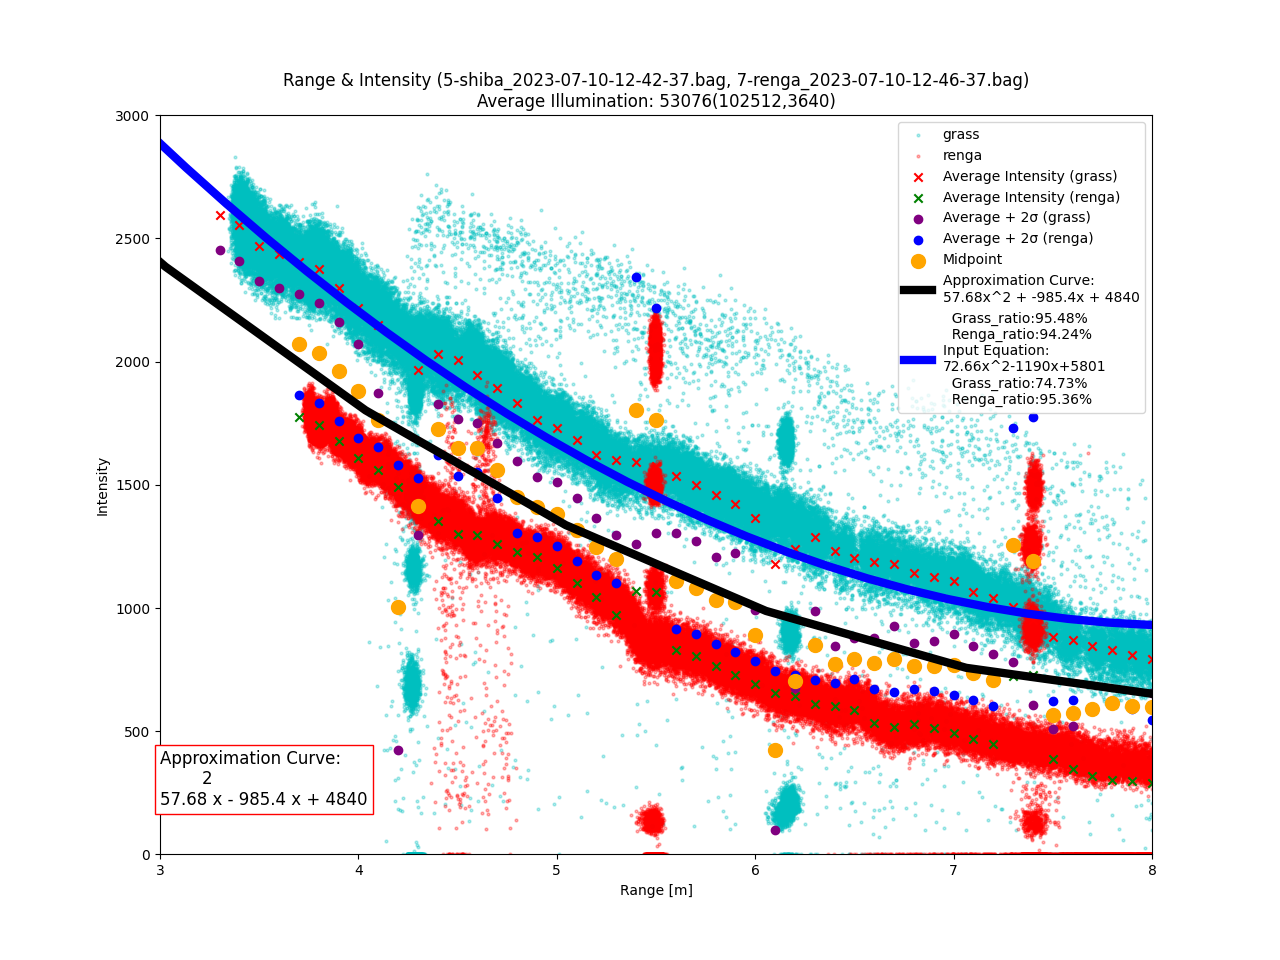 Range & Intensity (5-shiba_2023-07-10-12-42-37.bag, 7-renga_2023-07-10-12-46-37.bag)
Average Illumination: 53076(102512,3640)
3000
2500
2000
1500
1000
500
0
Intensity
3
4
5
6
7
8
Range [m]
grass
renga
Average Intensity (grass)
Average Intensity (renga)
Average + 2σ (grass)
Average + 2σ (renga)
Midpoint
Approximation Curve:
57.68x^2 + -985.4x + 4840
Grass_ratio:95.48%
Renga_ratio:94.24%
Input Equation:
72.66x^2-1190x+5801
Grass_ratio:74.73%
Renga_ratio:95.36%
Approximation Curve:
2
57.68 x - 985.4 x + 4840